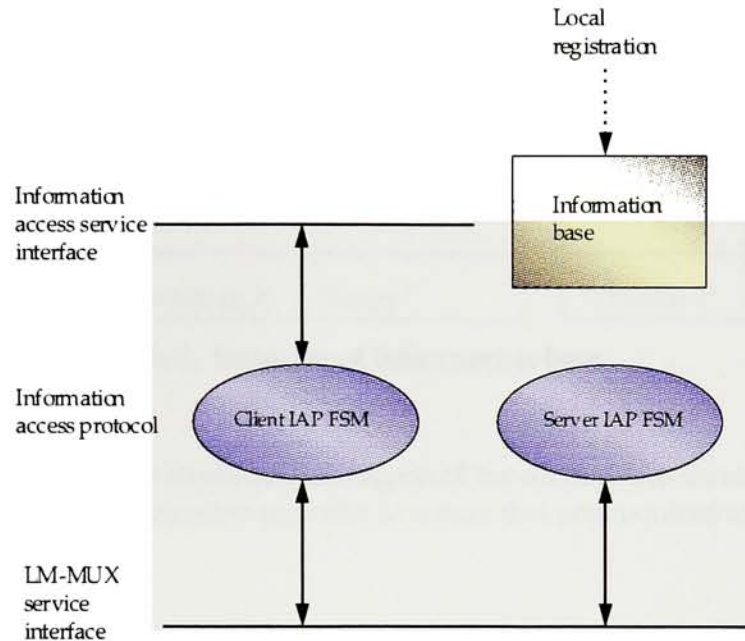 Local
registration
Information
access service
interface
Information
base
Information
access protocol
Client IAP FSM
Server IAP FSM
LM-MUX
service
interface